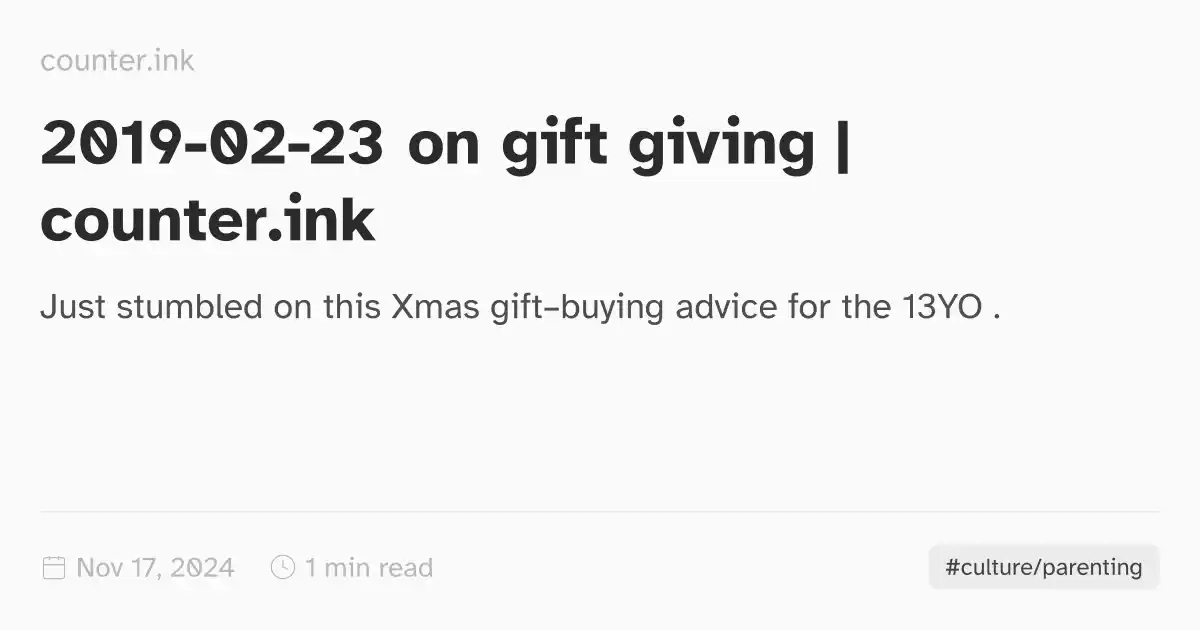 counter.ink
2019-02-23 on gift giving |
counter.ink
Just stumbled on this Xmas gift–buying advice for the 13YO .
Nov 17, 2024
1 min read
#culture/parenting